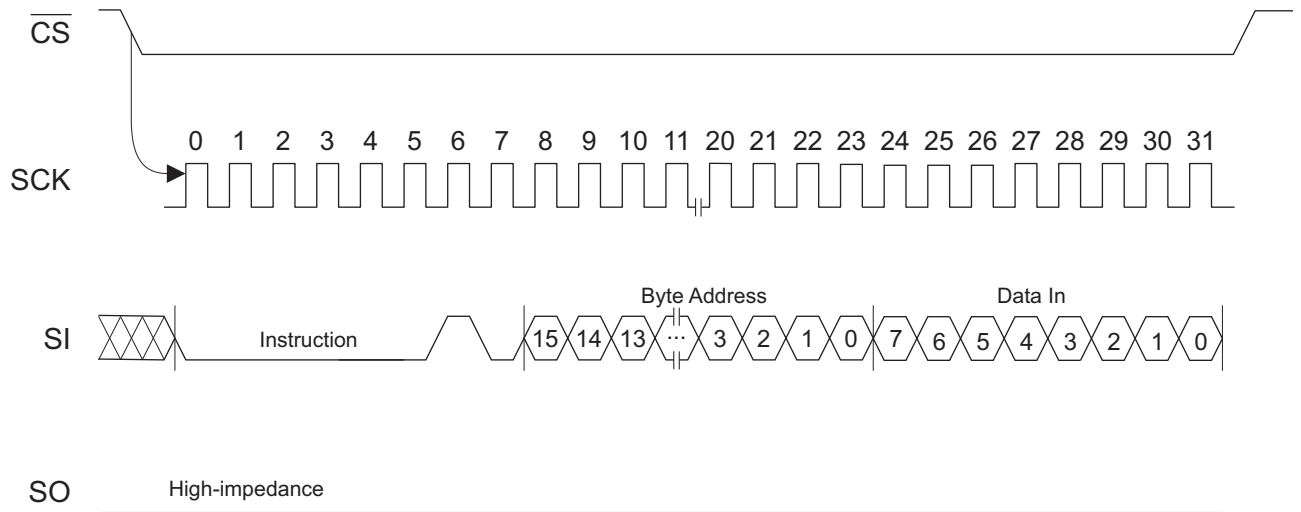 CS
0 1 2 3 4 5 6 7 8 9 10 11 20 21 22 23 24 25 26 27 28 29 30 31
SCK
Byte Address Data In
SI Instruction 15 14 13 ... 3 2 1 0 7 6 5 4 3 2 1 0
High-impedance
SO